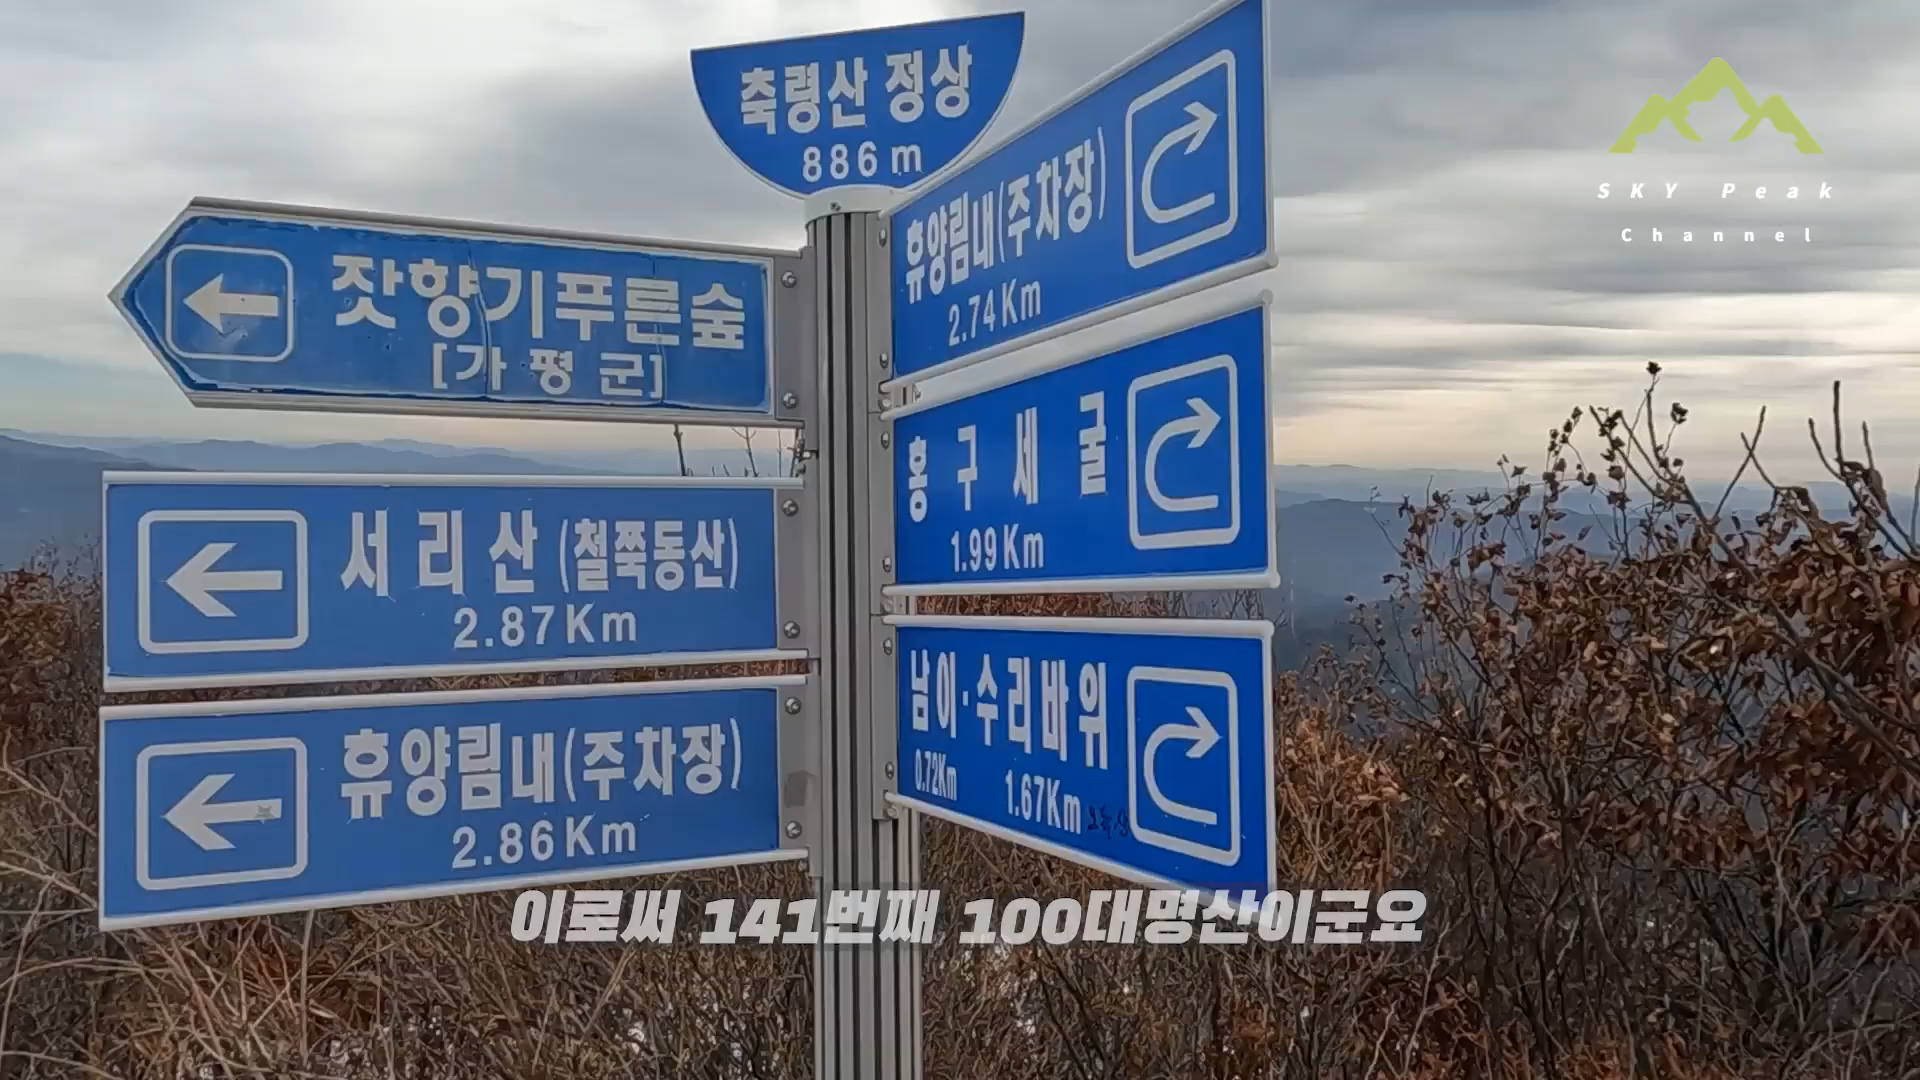 축령산 정상
886m
잣향기푸른숲
[가평군]
서리산 (철쭉동산)
2.87Km
휴양림내(주차장)
2.86Km
휴양림내(주차장)
2.74Km
홍구세굴
1.99Km
남이·수리바위
0.72Km 1.67Km
SKY Peak
Channel
이로써 141번째 100대명산이군요